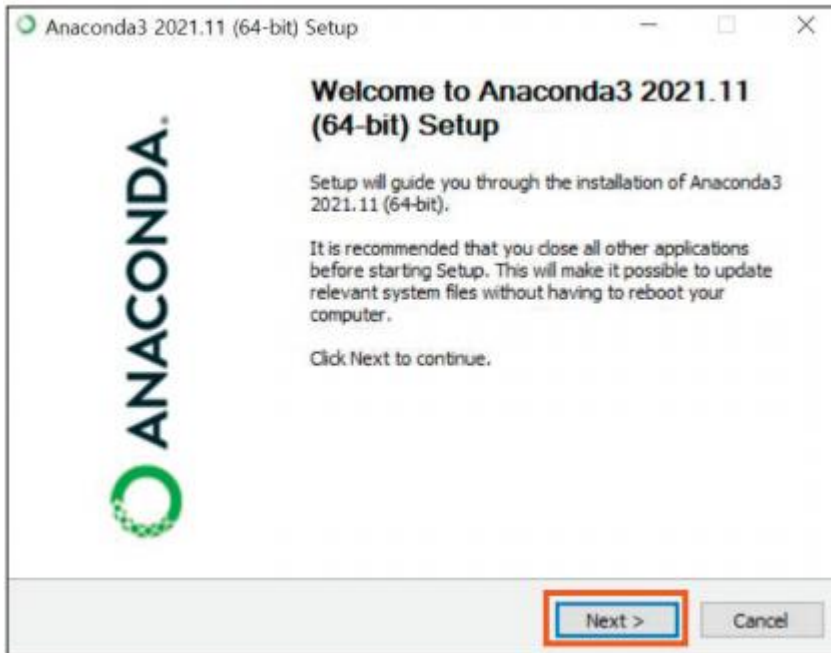 Anaconda3 2021.11 (64-bit) Setup
Welcome to Anaconda3 2021.11
(64-bit) Setup
Setup will guide you through the installation of Anaconda3
2021.11 (64-bit).
It is recommended that you close all other applications
before starting Setup. This will make it possible to update
relevant system files without having to reboot your
computer.
Click Next to continue.
ANACONDA.
Next >
Cancel